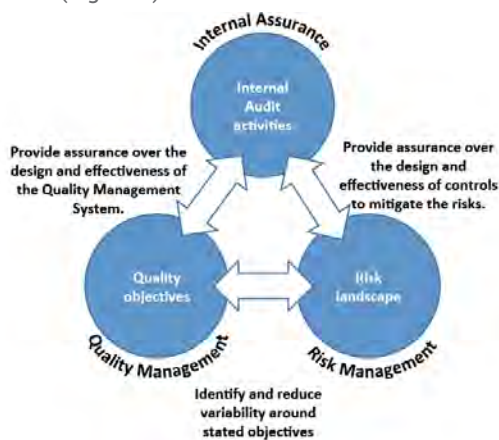 Internal Assurance
Internal
Audit
activities
Provide assurance over the
design and effectiveness of
the Quality Management
System.
Provide assurance over
the design and
effectiveness of controls
to mitigate the risks.
Quality
objectives
Risk
landscape
Quality Management
Risk Management
Identify and reduce
variability around
stated objectives